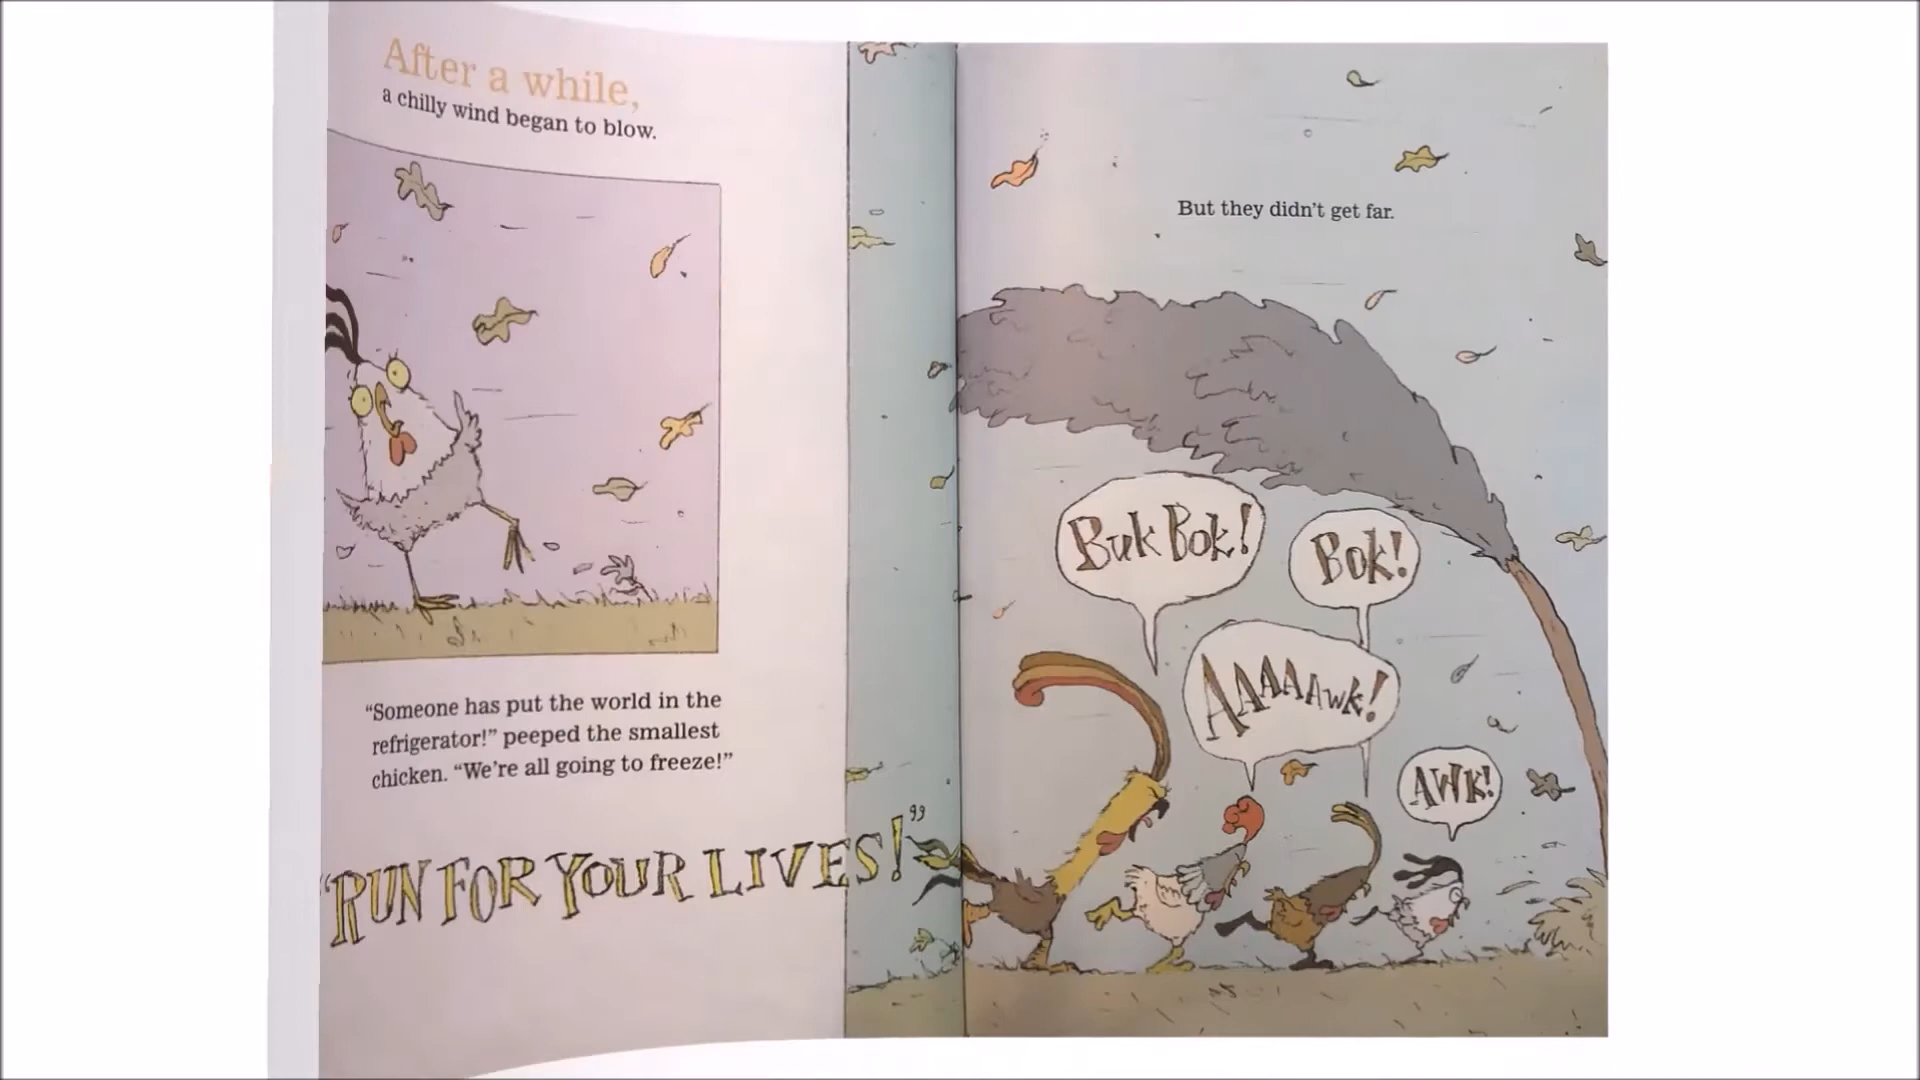 After a while,
a chilly wind began to blow.
“Someone has put the world in the
refrigerator!” peeped the smallest
chicken. “We’re all going to freeze!”
“RUN FOR YOUR LIVES!”
But they didn’t get far.
Buk Bok!
Bok!
AAAAAwk!
AWK!